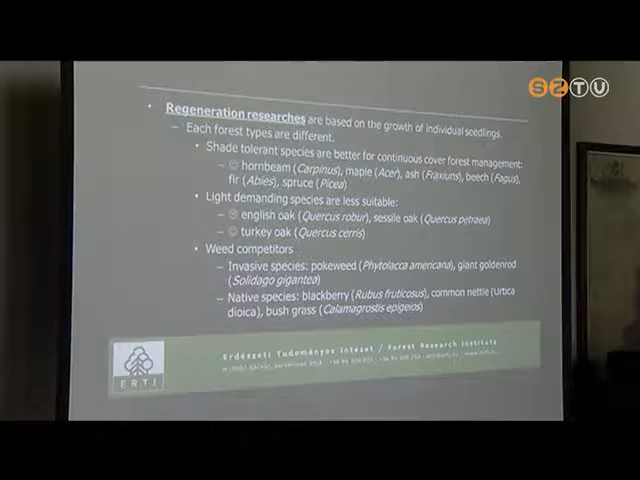 SZTV
• Regeneration researches are based on the growth of individual seedlings.
– Each forest types are different.
• Shade tolerant species are better for continuous cover forest management:
– ☺ hornbeam (Carpinus), maple (Acer), ash (Fraxiuns), beech (Fagus),
fir (Abies), spruce (Picea)
• Light demanding species are less suitable:
– ☹ english oak (Quercus robur), sessile oak (Quercus petraea)
– ☺ turkey oak (Quercus cerris)
• Weed competitors
– Invasive species: pokeweed (Phytolacca americana), giant goldenrod
(Solidago gigantea)
– Native species: blackberry (Rubus fruticosus), common nettle (Urtica
dioica), bush grass (Calamagrostis epigeios)
Erdészeti Tudományos Intézet / Forest Research Institute
ERTI